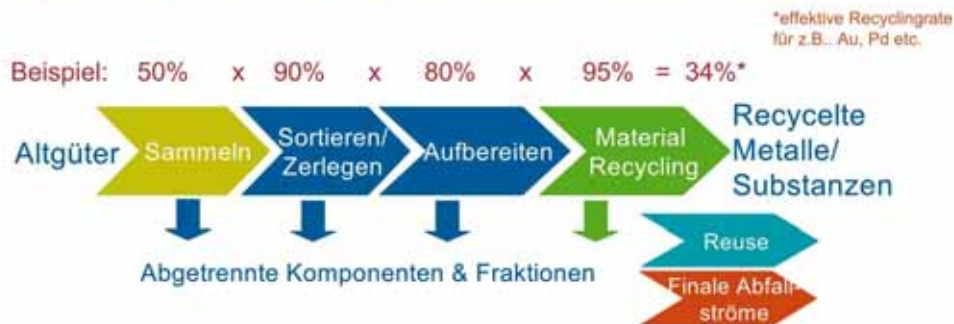 *effektive Recyclingrate
für z.B.. Au, Pd etc.
Beispiel: 50% x 90% x 80% x 95% = 34%*
Altgüter
Sammeln
Sortieren/
Zerlegen
Aufbereiten
Material
Recycling
Recycelte
Metalle/
Substanzen
Abgetrennte Komponenten & Fraktionen
Reuse
Finale Abfall-
ströme